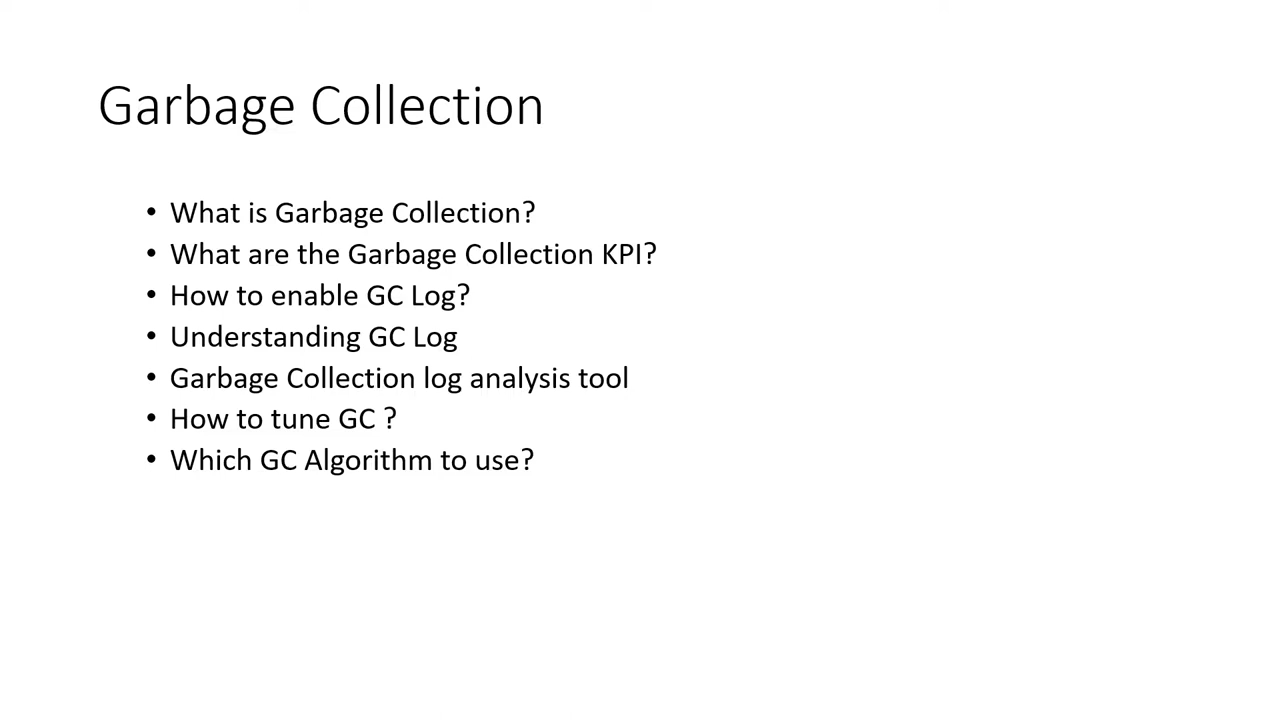 Garbage Collection
• What is Garbage Collection?
• What are the Garbage Collection KPI?
• How to enable GC Log?
• Understanding GC Log
• Garbage Collection log analysis tool
• How to tune GC ?
• Which GC Algorithm to use?